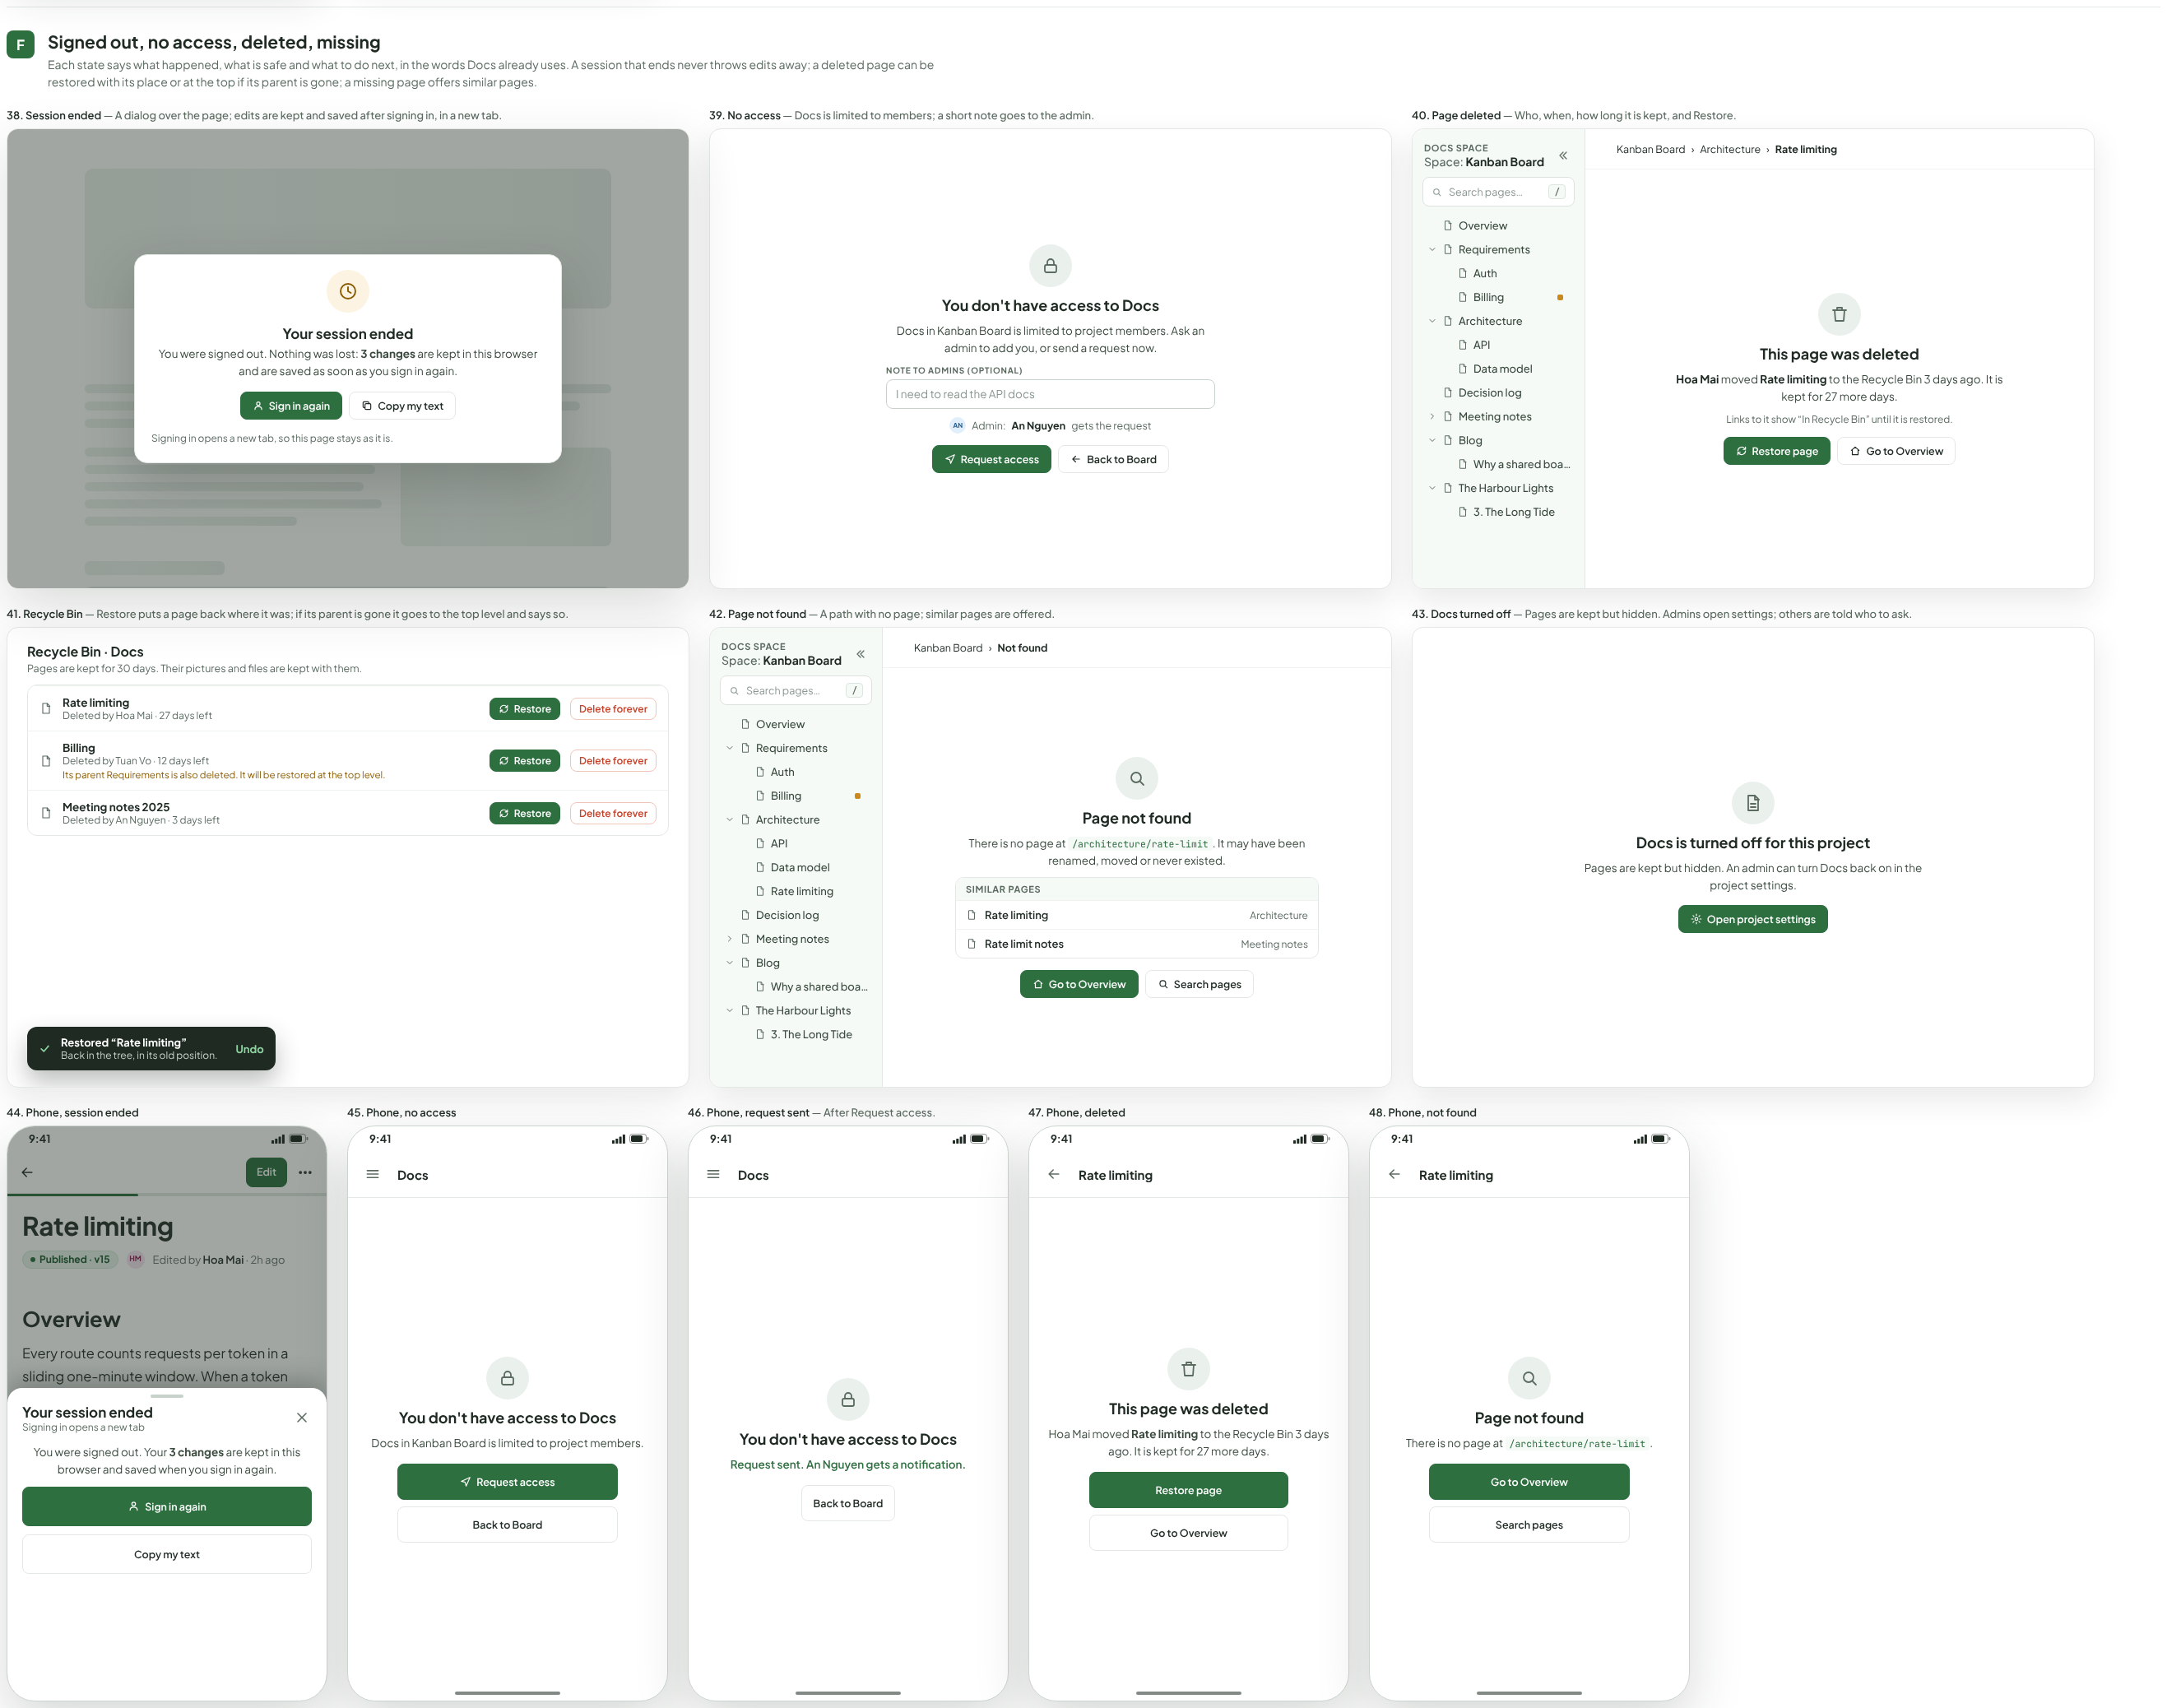 F
Signed out, no access, deleted, missing
Each state says what happened, what is safe and what to do next, in the words Docs already uses. A session that ends never throws edits away; a deleted page can be
restored with its place or at the top if its parent is gone; a missing page offers similar pages.
38. Session ended — A dialog over the page; edits are kept and saved after signing in, in a new tab.
Your session ended
You were signed out. Nothing was lost: 3 changes are kept in this browser
and are saved as soon as you sign in again.
Sign in again
Copy my text
Signing in opens a new tab, so this page stays as it is.
39. No access — Docs is limited to members; a short note goes to the admin.
You don't have access to Docs
Docs in Kanban Board is limited to project members. Ask an
admin to add you, or send a request now.
NOTE TO ADMINS (OPTIONAL)
I need to read the API docs
AN Admin: An Nguyen gets the request
Request access
Back to Board
40. Page deleted — Who, when, how long it is kept, and Restore.
DOCS SPACE
Space: Kanban Board
Search pages... /
Overview
Requirements
Auth
Billing
Architecture
API
Data model
Decision log
Meeting notes
Blog
Why a shared boa...
The Harbour Lights
3. The Long Tide
Kanban Board › Architecture › Rate limiting
This page was deleted
Hoa Mai moved Rate limiting to the Recycle Bin 3 days ago. It is
kept for 27 more days.
Links to it show “In Recycle Bin” until it is restored.
Restore page
Go to Overview
41. Recycle Bin — Restore puts a page back where it was; if its parent is gone it goes to the top level and says so.
Recycle Bin · Docs
Pages are kept for 30 days. Their pictures and files are kept with them.
Rate limiting
Deleted by Hoa Mai · 27 days left
Restore
Delete forever
Billing
Deleted by Tuan Vo · 12 days left
Its parent Requirements is also deleted. It will be restored at the top level.
Restore
Delete forever
Meeting notes 2025
Deleted by An Nguyen · 3 days left
Restore
Delete forever
Restored “Rate limiting”
Back in the tree, in its old position.
Undo
42. Page not found — A path with no page; similar pages are offered.
DOCS SPACE
Space: Kanban Board
Search pages... /
Overview
Requirements
Auth
Billing
Architecture
API
Data model
Rate limiting
Decision log
Meeting notes
Blog
Why a shared boa...
The Harbour Lights
3. The Long Tide
Kanban Board › Not found
Page not found
There is no page at /architecture/rate-limit . It may have been
renamed, moved or never existed.
SIMILAR PAGES
Rate limiting Architecture
Rate limit notes Meeting notes
Go to Overview
Search pages
43. Docs turned off — Pages are kept but hidden. Admins open settings; others are told who to ask.
Docs is turned off for this project
Pages are kept but hidden. An admin can turn Docs back on in the
project settings.
Open project settings
44. Phone, session ended
9:41
Edit
Rate limiting
Published · v15 HM Edited by Hoa Mai · 2h ago
Overview
Every route counts requests per token in a
sliding one-minute window. When a token
Your session ended
Signing in opens a new tab
You were signed out. Your 3 changes are kept in this
browser and saved when you sign in again.
Sign in again
Copy my text
45. Phone, no access
9:41
Docs
You don't have access to Docs
Docs in Kanban Board is limited to project members.
Request access
Back to Board
46. Phone, request sent — After Request access.
9:41
Docs
You don't have access to Docs
Request sent. An Nguyen gets a notification.
Back to Board
47. Phone, deleted
9:41
Rate limiting
This page was deleted
Hoa Mai moved Rate limiting to the Recycle Bin 3 days
ago. It is kept for 27 more days.
Restore page
Go to Overview
48. Phone, not found
9:41
Rate limiting
Page not found
There is no page at /architecture/rate-limit .
Go to Overview
Search pages